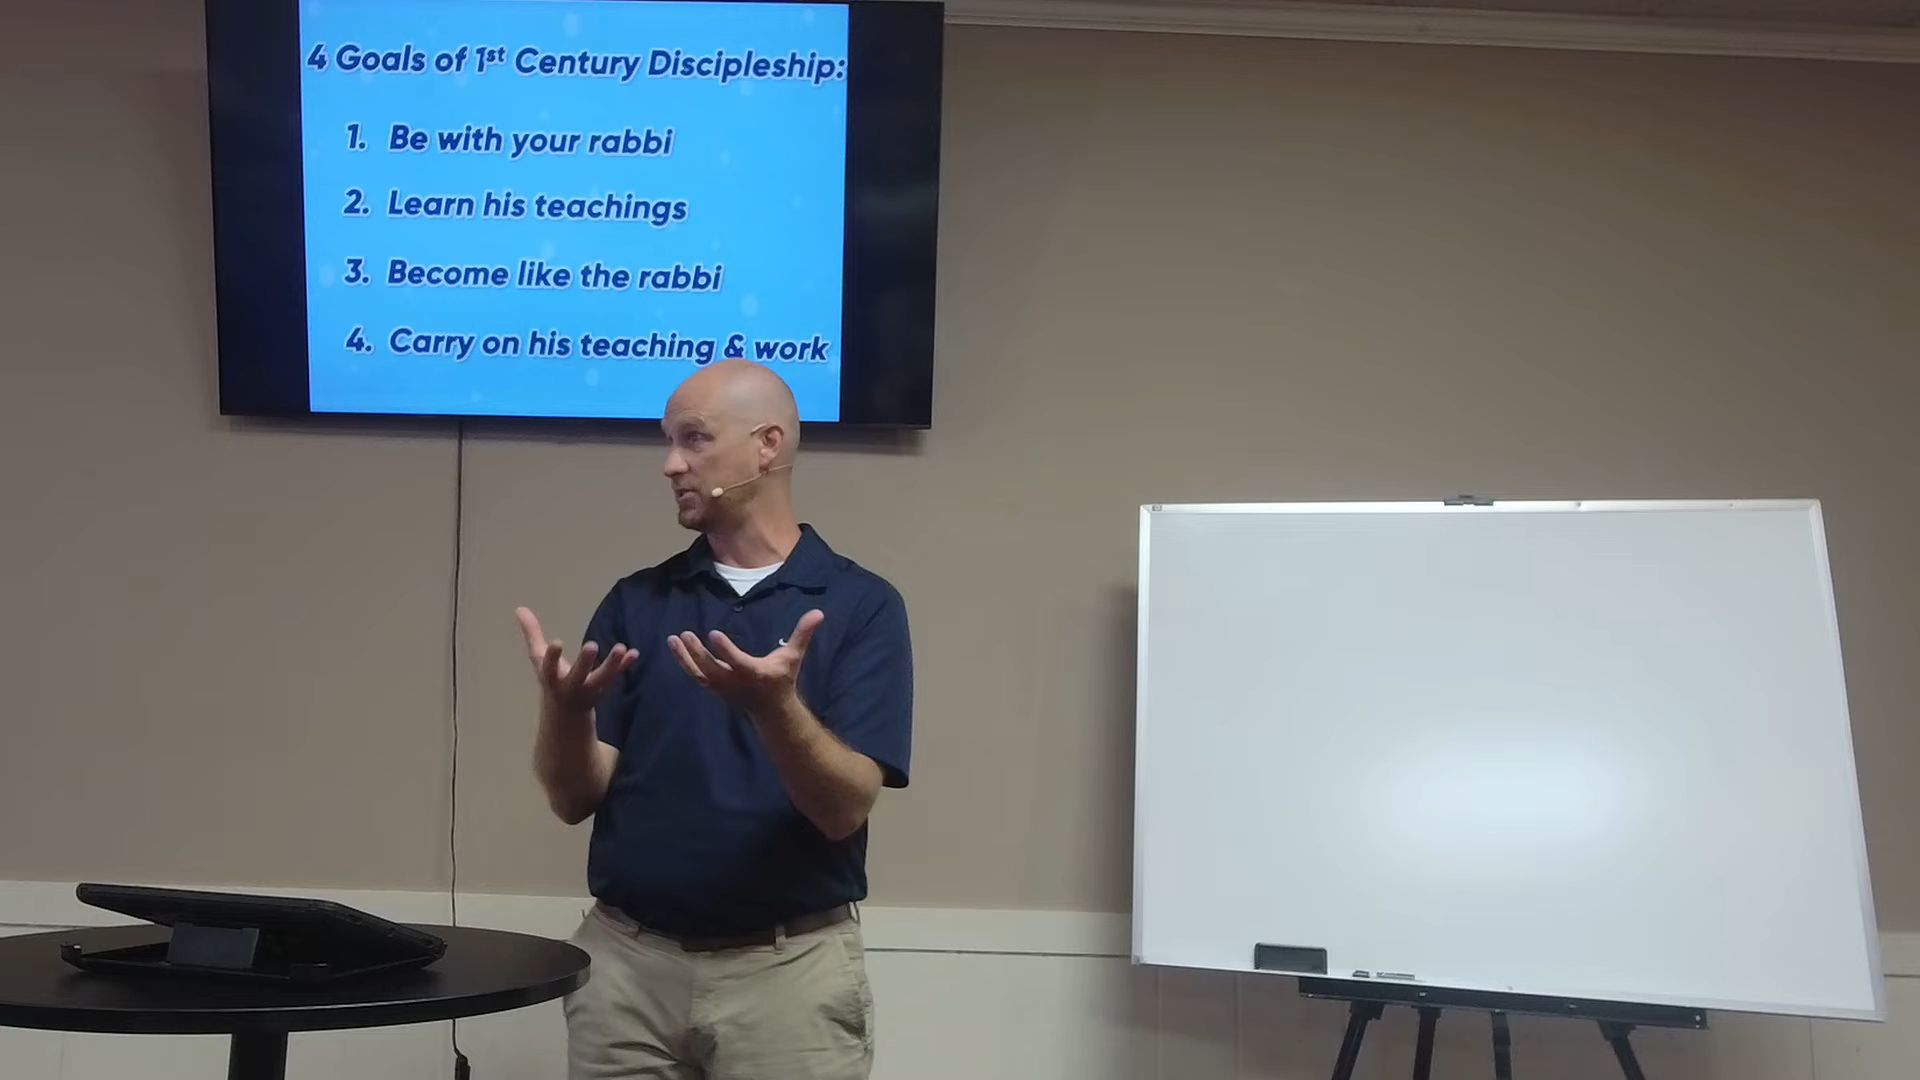 4 Goals of 1st Century Discipleship:
1. Be with your rabbi
2. Learn his teachings
3. Become like the rabbi
4. Carry on his teaching & work